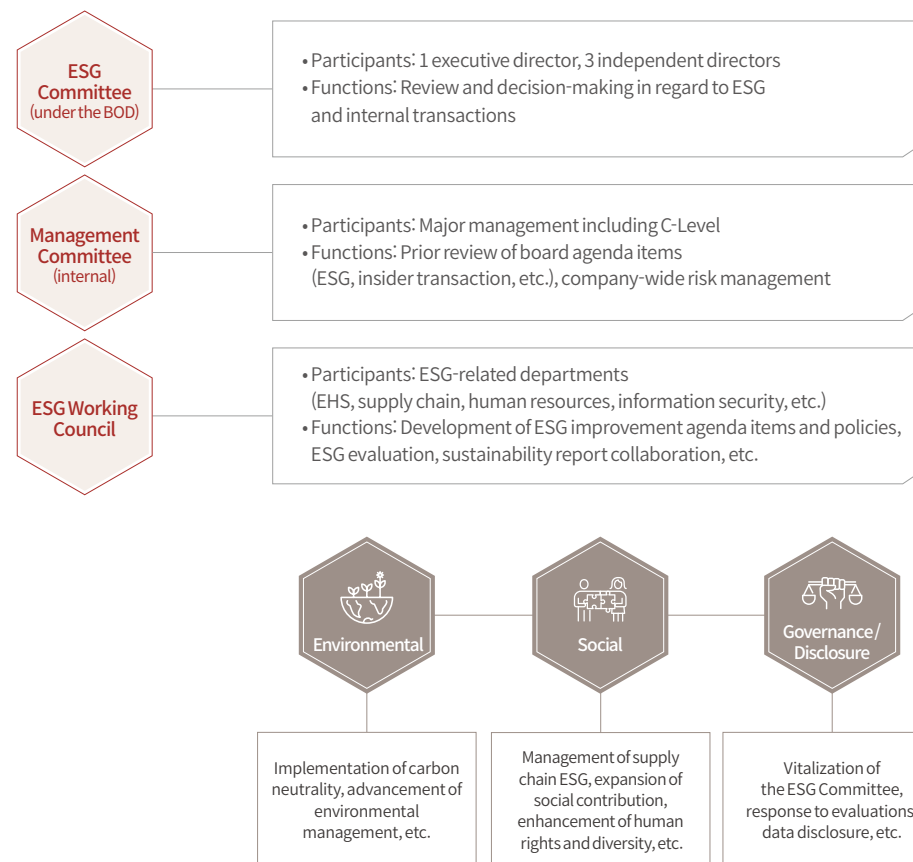 ESG
Committee
(under the BOD)
• Participants: 1 executive director, 3 independent directors
• Functions: Review and decision-making in regard to ESG
and internal transactions
Management
Committee
(internal)
• Participants: Major management including C-Level
• Functions: Prior review of board agenda items
(ESG, insider transaction, etc.), company-wide risk management
ESG Working
Council
• Participants: ESG-related departments
(EHS, supply chain, human resources, information security, etc.)
• Functions: Development of ESG improvement agenda items and policies,
ESG evaluation, sustainability report collaboration, etc.
Environmental
Social
Governance/
Disclosure
Implementation of carbon
neutrality, advancement of
environmental
management, etc.
Management of supply
chain ESG, expansion of
social contribution,
enhancement of human
rights and diversity, etc.
Vitalization of
the ESG Committee,
response to evaluations
data disclosure, etc.